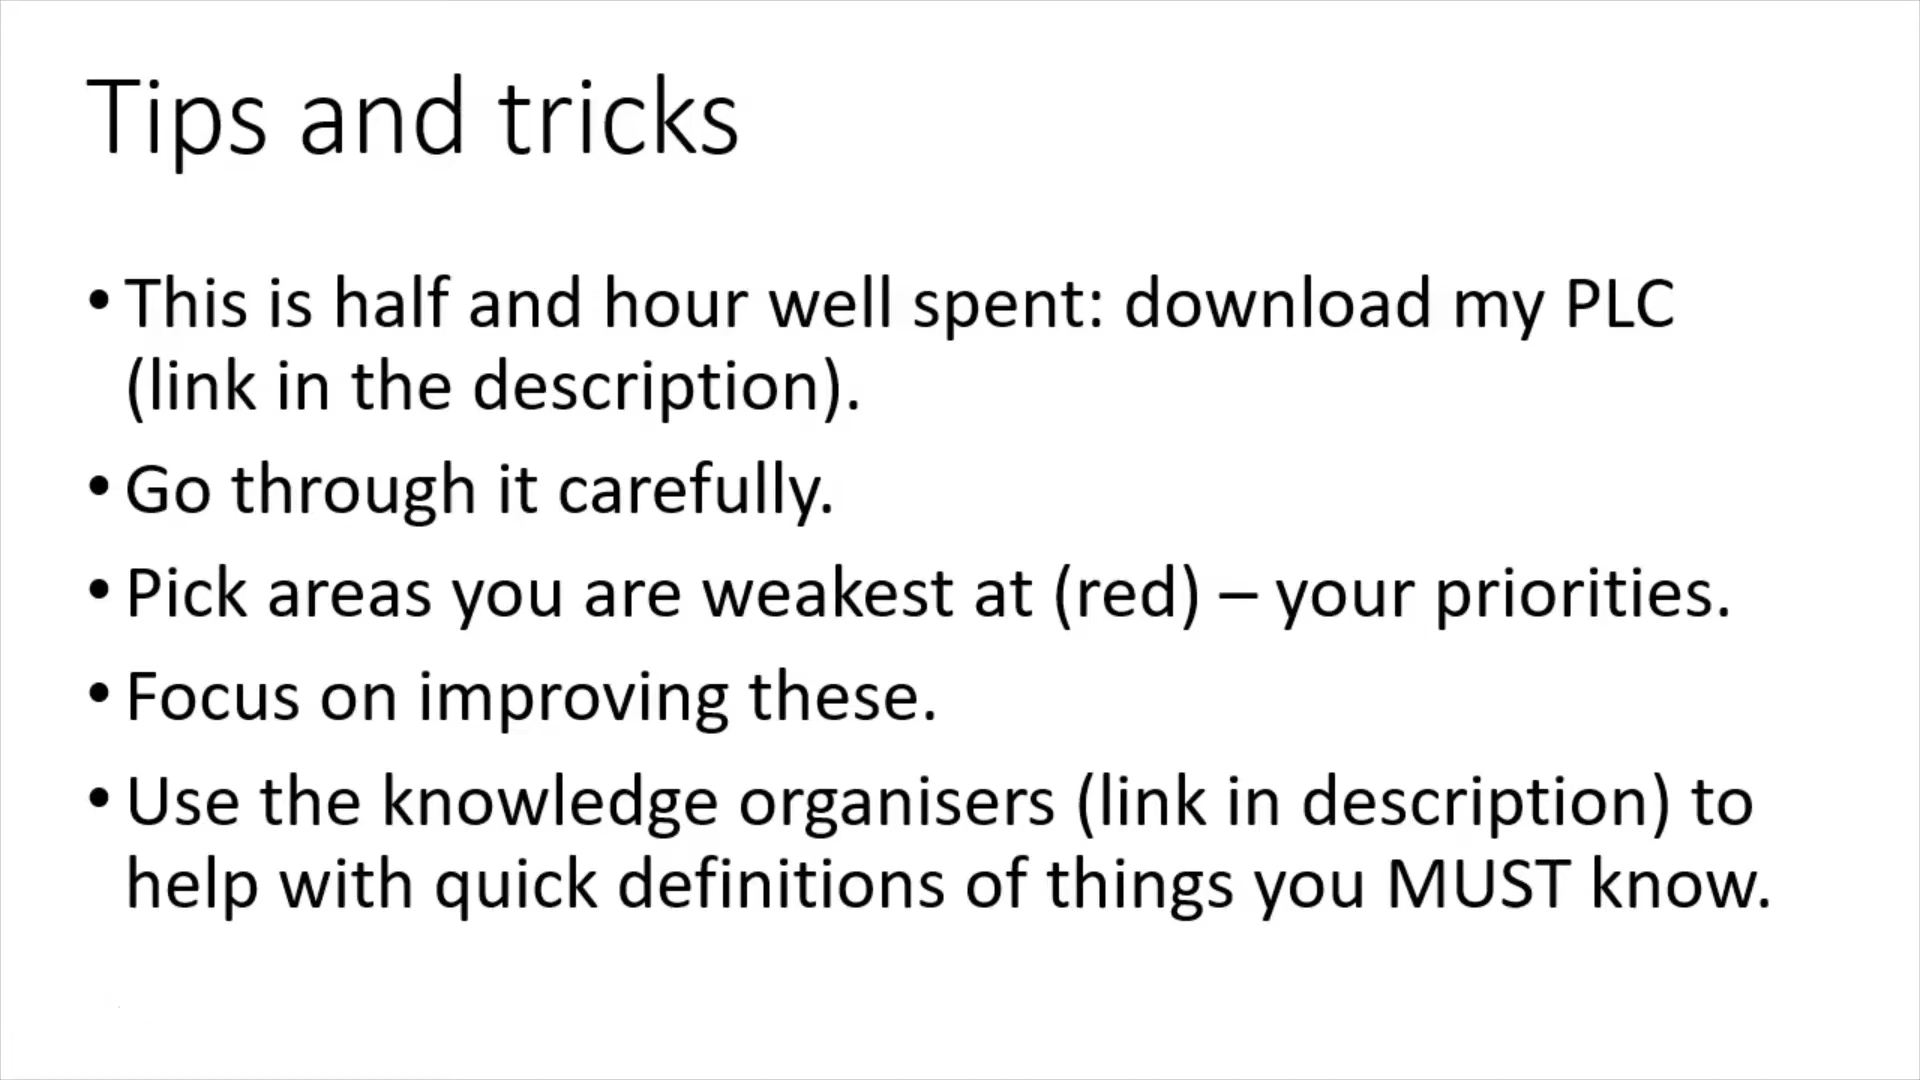 Tips and tricks
• This is half and hour well spent: download my PLC
(link in the description).
• Go through it carefully.
• Pick areas you are weakest at (red) – your priorities.
• Focus on improving these.
• Use the knowledge organisers (link in description) to
help with quick definitions of things you MUST know.